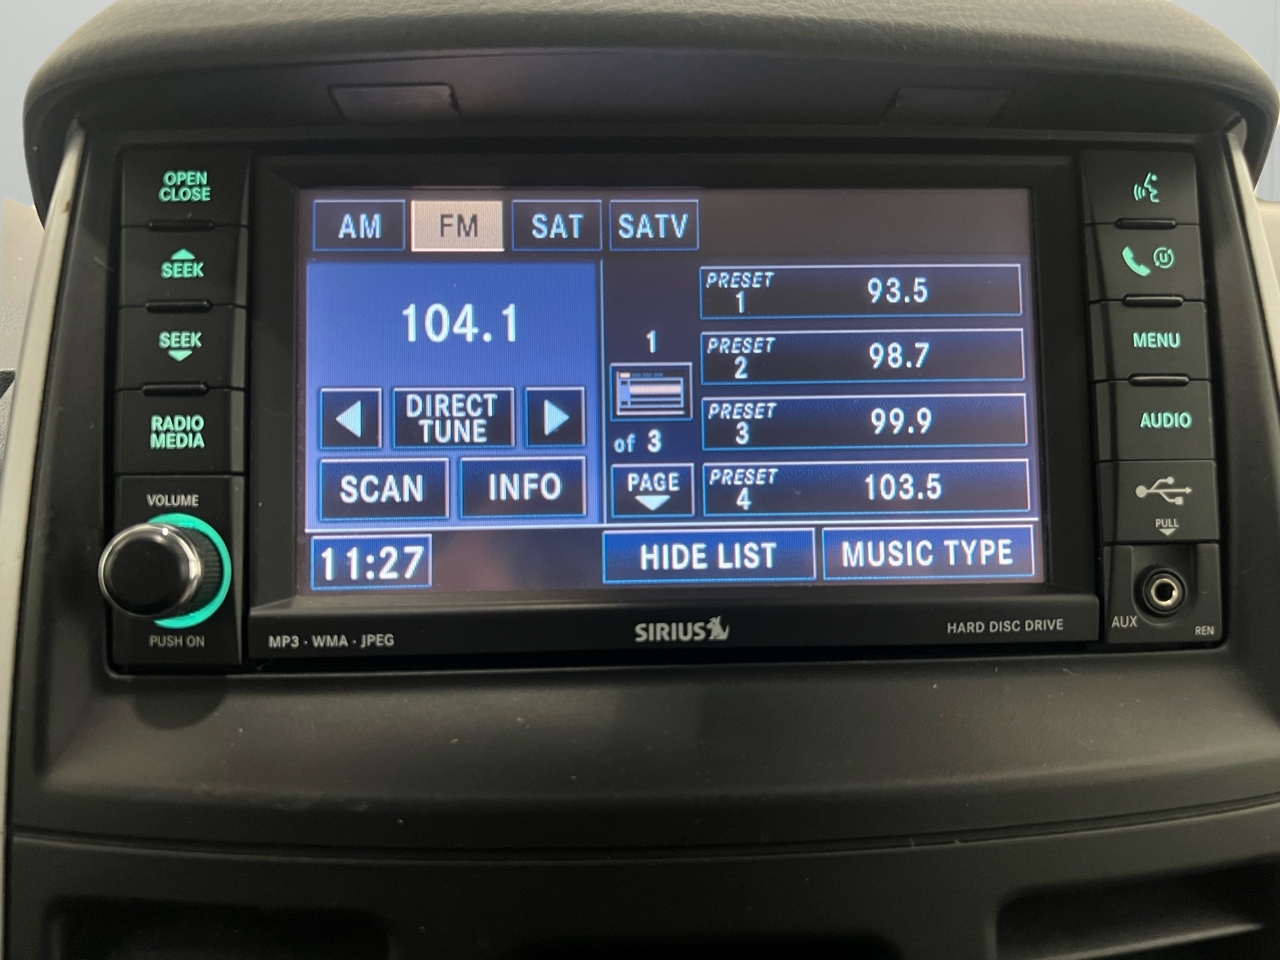 OPEN
CLOSE
SEEK
SEEK
RADIO
MEDIA
VOLUME
PUSH ON
AM
FM
SAT
SATV
104.1
DIRECT
TUNE
SCAN
INFO
11:27
1
of 3
PAGE
PRESET
1
93.5
PRESET
2
98.7
PRESET
3
99.9
PRESET
4
103.5
HIDE LIST
MUSIC TYPE
MP3 · WMA · JPEG
SIRIUS
HARD DISC DRIVE
U
MENU
AUDIO
PULL
AUX
REN